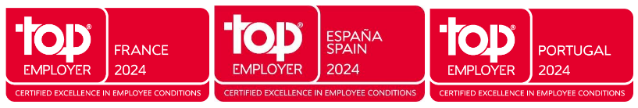 top®
EMPLOYER
FRANCE
2024
CERTIFIED EXCELLENCE IN EMPLOYEE CONDITIONS
top®
EMPLOYER
ESPAÑA
SPAIN
2024
CERTIFIED EXCELLENCE IN EMPLOYEE CONDITIONS
top®
EMPLOYER
PORTUGAL
2024
CERTIFIED EXCELLENCE IN EMPLOYEE CONDITIONS